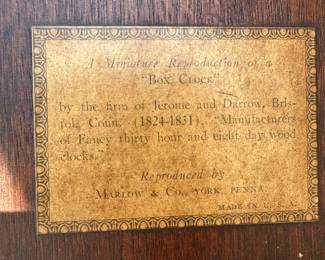 A Miniature Reproduction of a
"Box Clock"
by the firm of Jerome and Darrow, Bris-
tol, Conn. (1824-1831). "Manufacturers
of Fancy thirty hour and eight day wood
clocks."
Reproduced by
MARLOW & CO., YORK, PENNA.
MADE IN U. S. A.